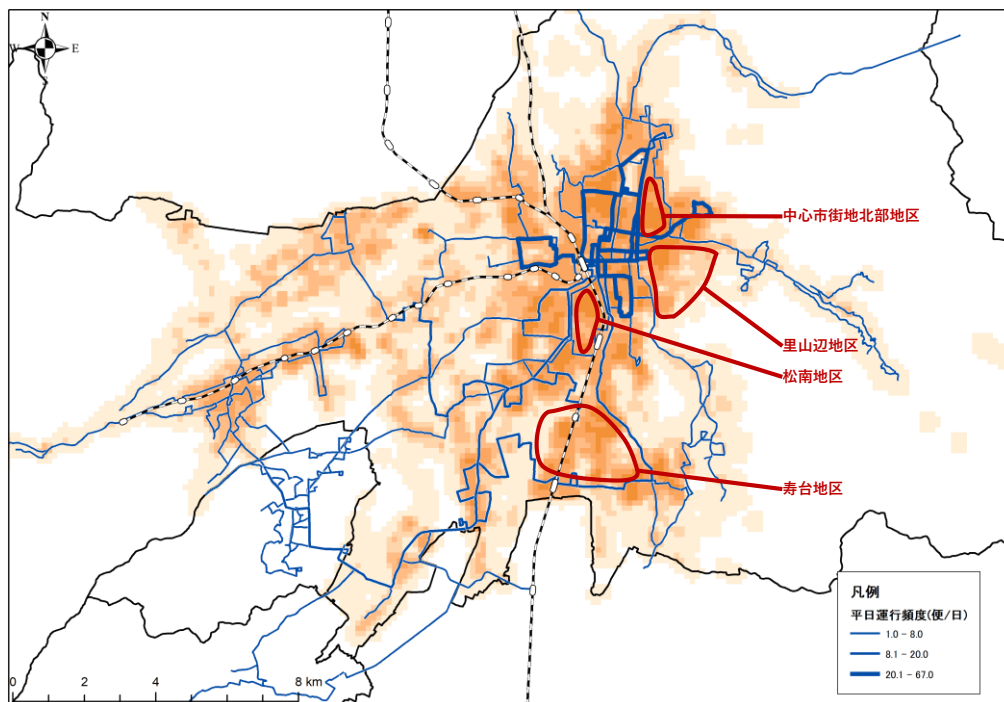 N
W E
S
中心市街地北部地区
里山辺地区
松南地区
寿台地区
凡例
平日運行頻度(便/日)
1.0 - 8.0
8.1 - 20.0
20.1 - 67.0
0 2 4 8 km